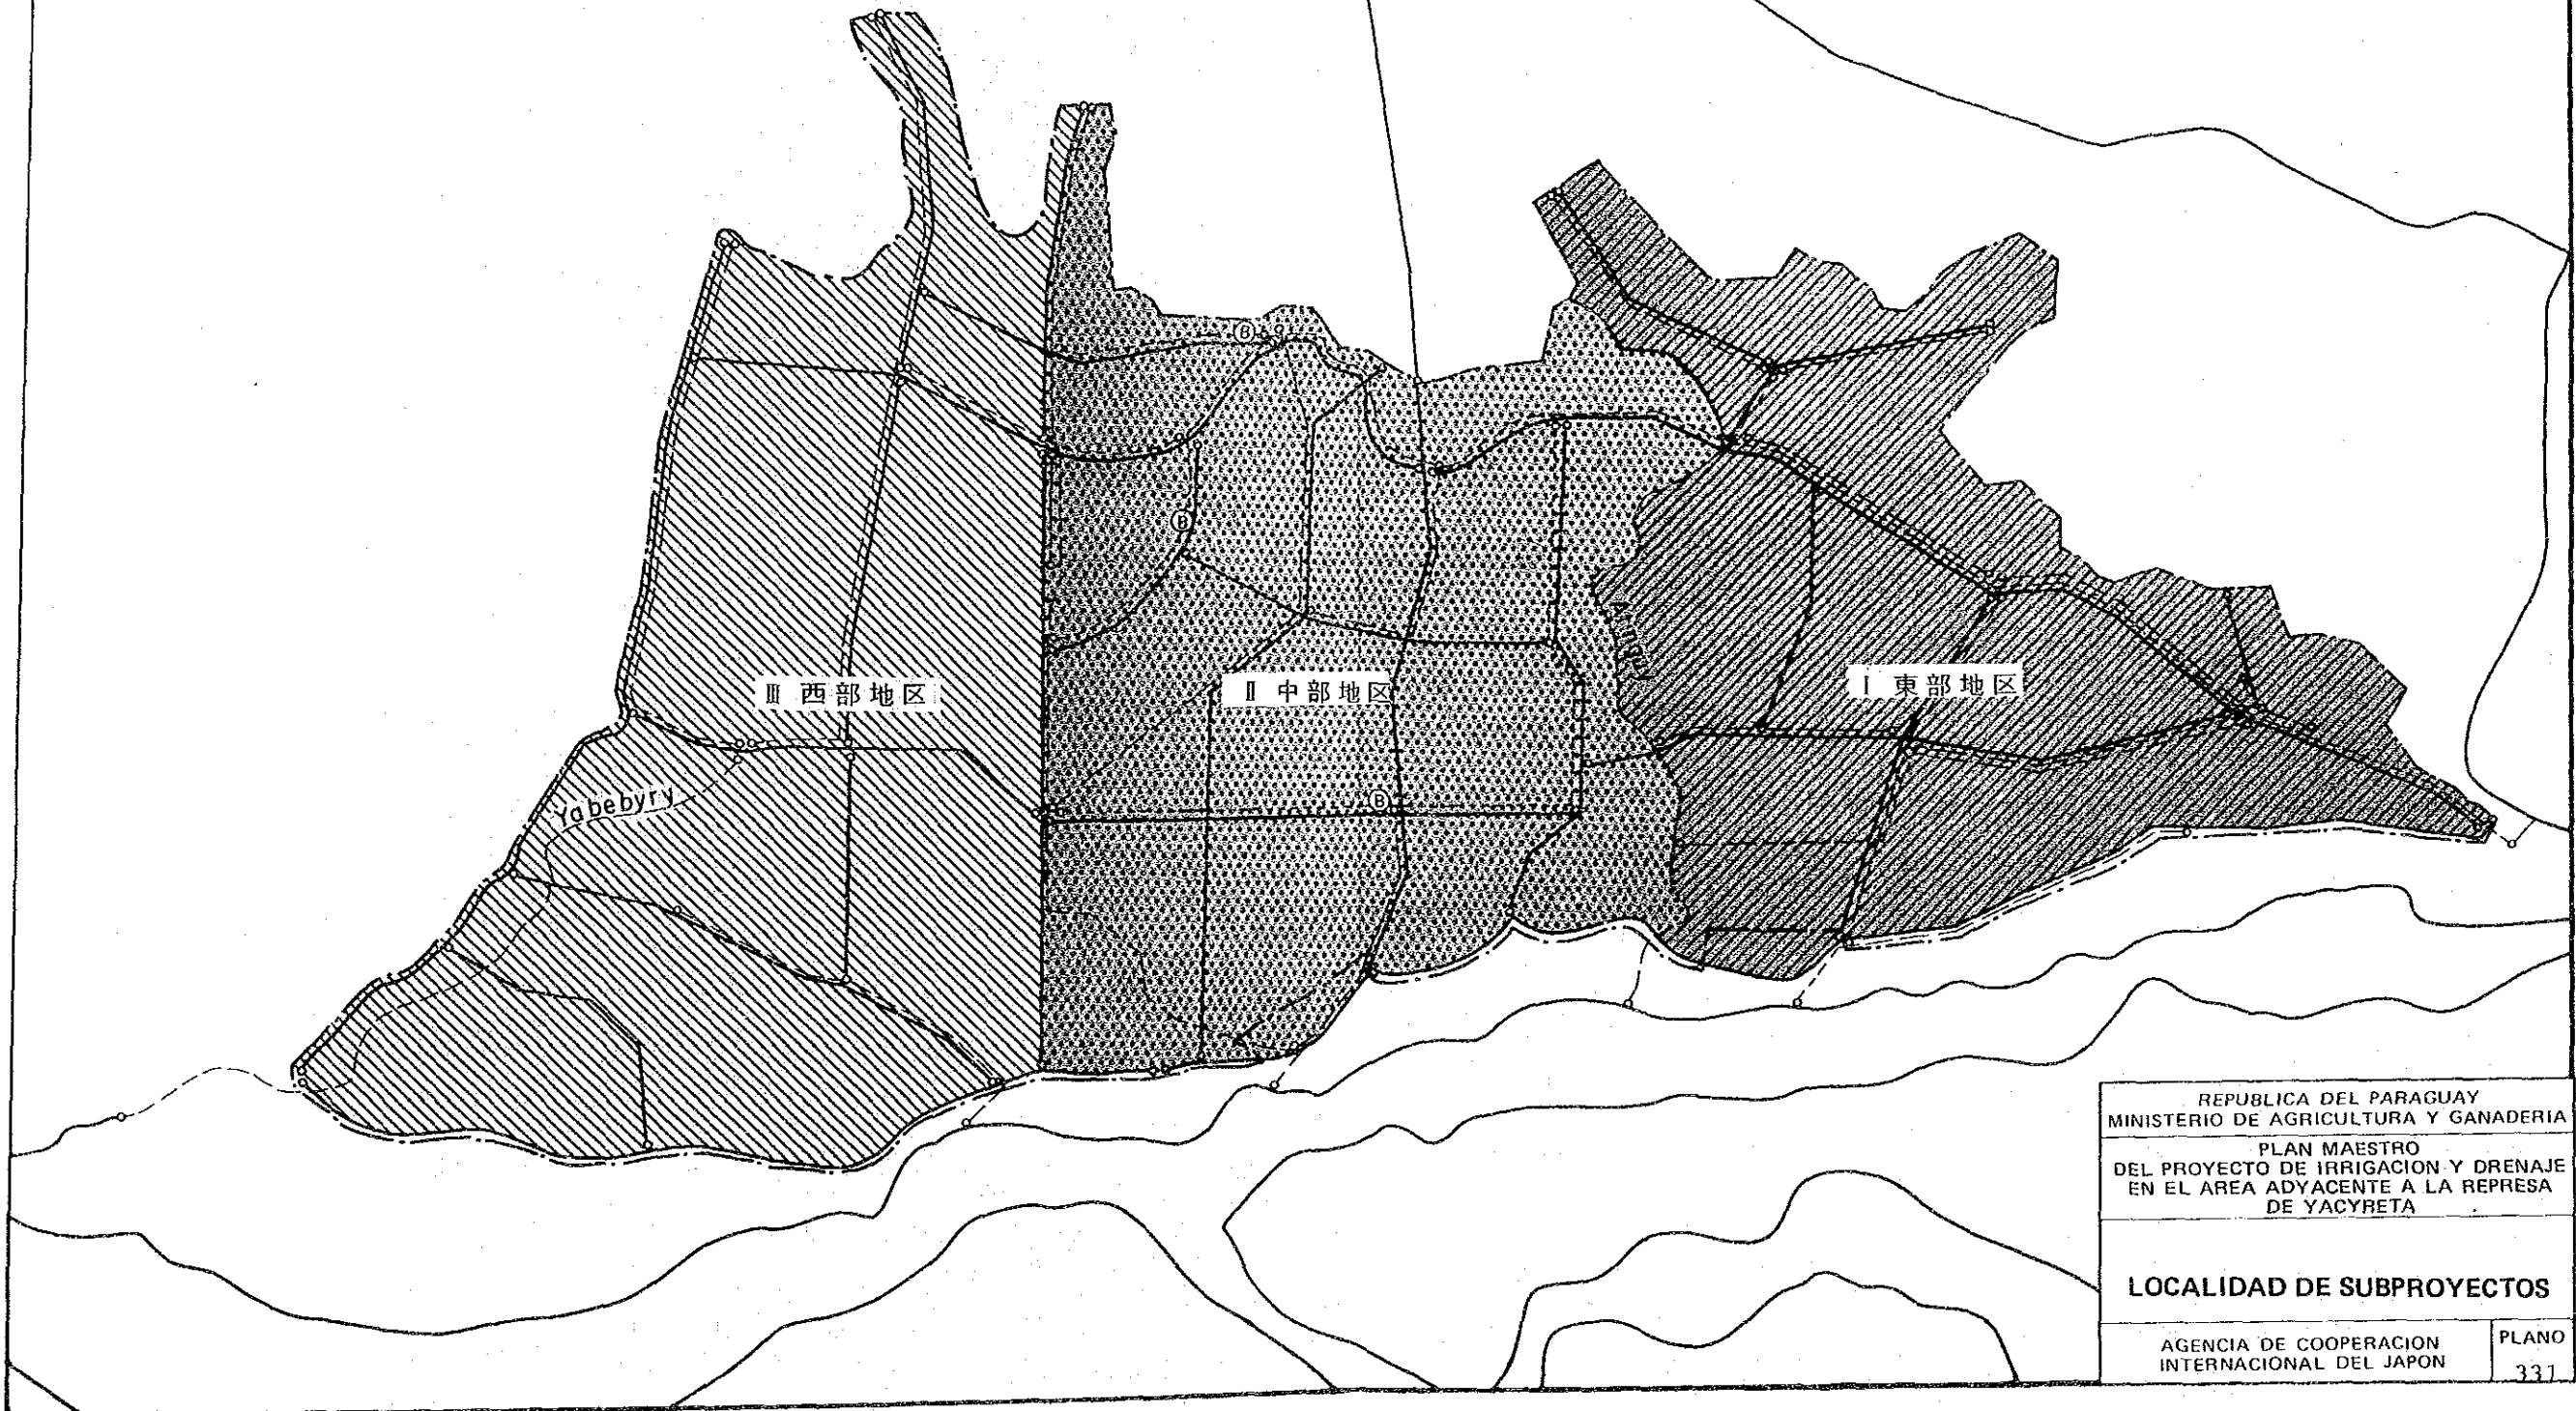 Ⓑ
Ⓑ
Ⅲ 西部地区
Ⅱ 中部地区
Ⅰ 東部地区
Yabebyry
Ⓑ
REPUBLICA DEL PARAGUAY
MINISTERIO DE AGRICULTURA Y GANADERIA
PLAN MAESTRO
DEL PROYECTO DE IRRIGACION Y DRENAJE
EN EL AREA ADYACENTE A LA REPRESA
DE YACYRETA
LOCALIDAD DE SUBPROYECTOS
AGENCIA DE COOPERACION
INTERNACIONAL DEL JAPON
PLANO
331